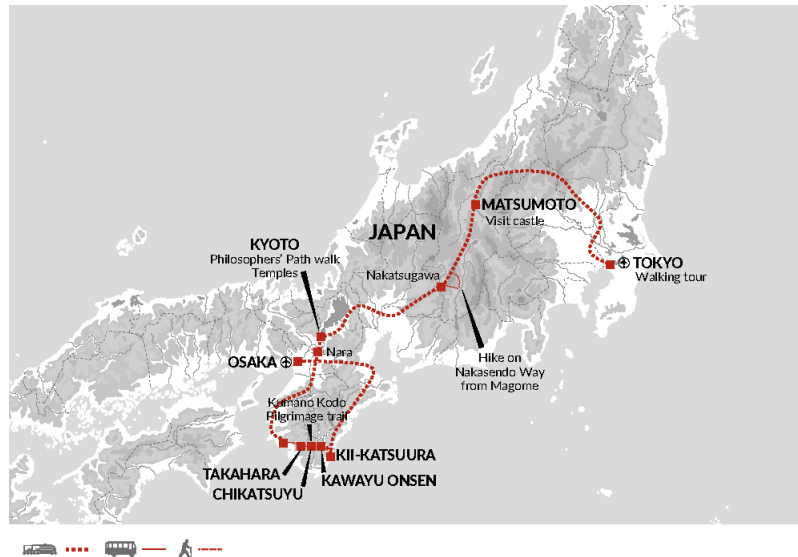 MATSUMOTO
Visit castle
JAPAN
KYOTO
Philosophers' Path walk
Temples
TOKYO
Walking tour
Nakatsugawa
Nara
OSAKA
Hike on
Nakasendo Way
from Magome
Kumano Kodo
Pilgrimage trail
KII-KATSUURA
TAKAHARA
KAWAYU ONSEN
CHIKATSUYU